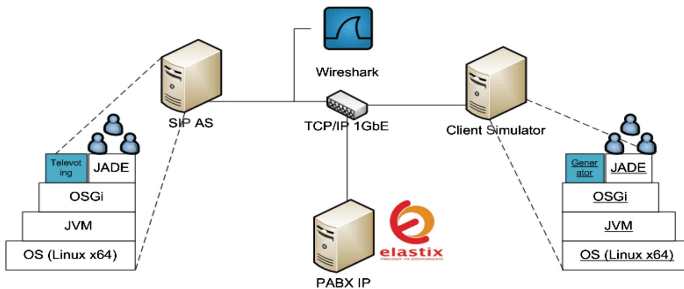 Wireshark
SIP AS
TCP/IP 1GbE
Client Simulator
Televot
ing
JADE
OSGi
JVM
OS (Linux x64)
Gener
ator
JADE
OSGi
JVM
OS (Linux x64)
elastix
PABX IP